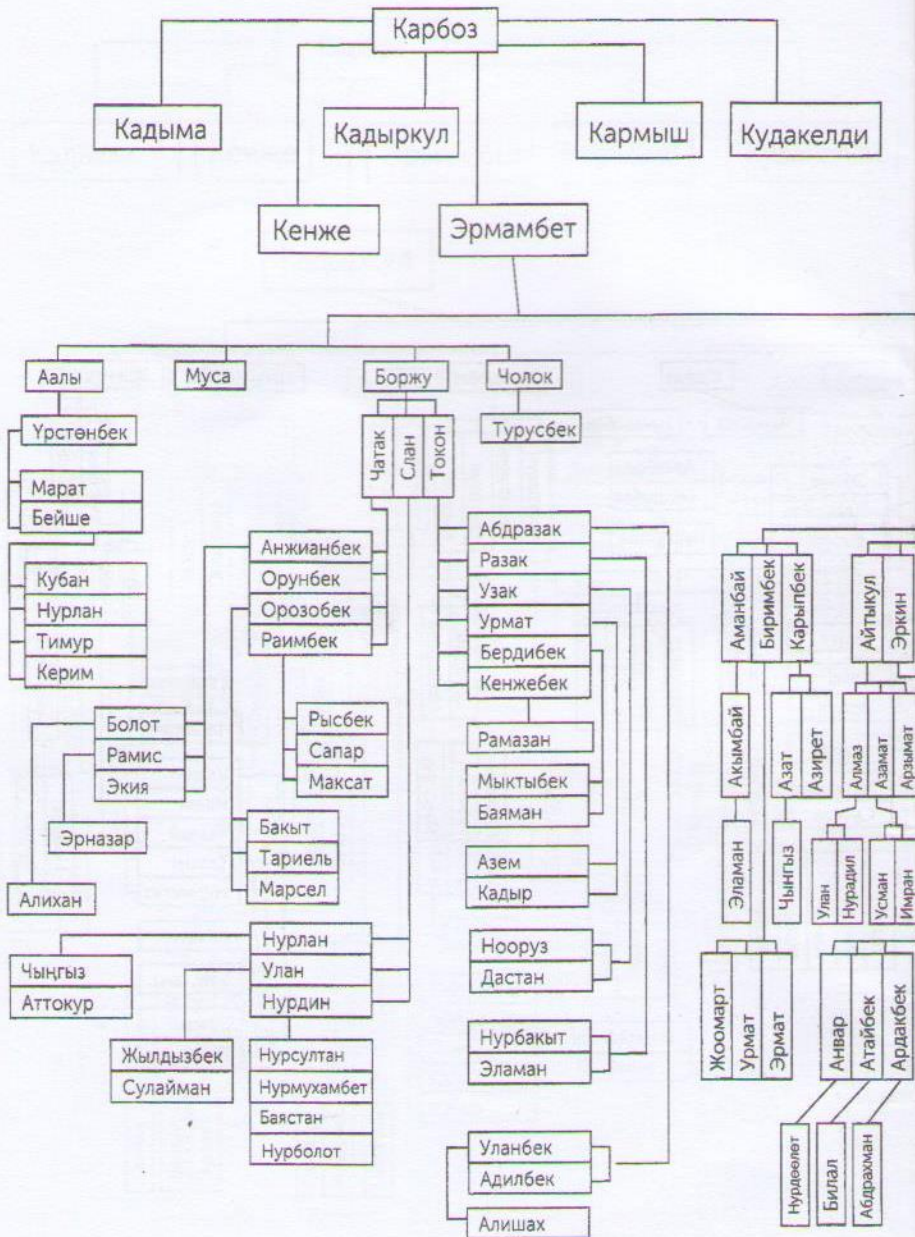 Карбоз
Кадыма
Кадыркул
Кармыш
Кудакелди
Кенже
Эрмамбет
Аалы
Муса
Боржу
Чолок
Үрстөнбек
Чатак
Слан
Токон
Турусбек
Марат
Бейше
Кубан
Нурлан
Тимур
Керим
Анжианбек
Орунбек
Орозобек
Раимбек
Абдразак
Разак
Узак
Урмат
Бердибек
Кенжебек
Рамазан
Болот
Рамис
Экия
Эрназар
Алихан
Рысбек
Сапар
Максат
Бакыт
Тариель
Марсел
Мыктыбек
Баяман
Азем
Кадыр
Нурлан
Улан
Нурдин
Чыңгыз
Аттокур
Жылдызбек
Сулайман
Нурсултан
Нурмухамбет
Баястан
Нурболот
Нооруз
Дастан
Нурбакыт
Эламан
Уланбек
Адилбек
Алишах
Аманбай
Биримбек
Карыпбек
Айтыкул
Эркин
Акымбай
Азат
Азирет
Алмаз
Азамат
Арзымат
Эламан
Чынгыз
Улан
Нурадил
Усман
Имран
Жоомарт
Урмат
Эрмат
Анвар
Атайбек
Ардакбек
Нурдөөлөт
Билал
Абдрахман